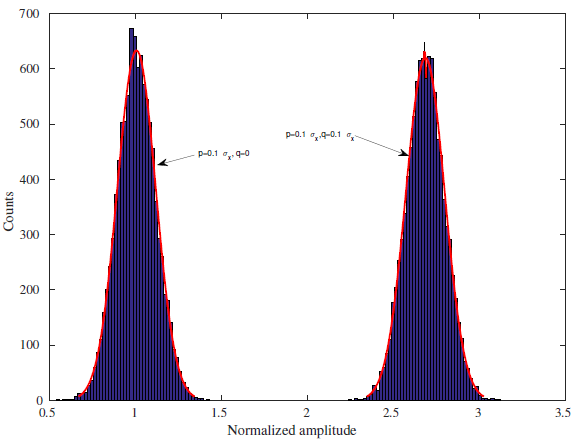 700
600
500
400
300
200
100
0
Counts
p=0.1 σx, q=0
p=0.1 σx,q=0.1 σx
0.5 1 1.5 2 2.5 3 3.5
Normalized amplitude